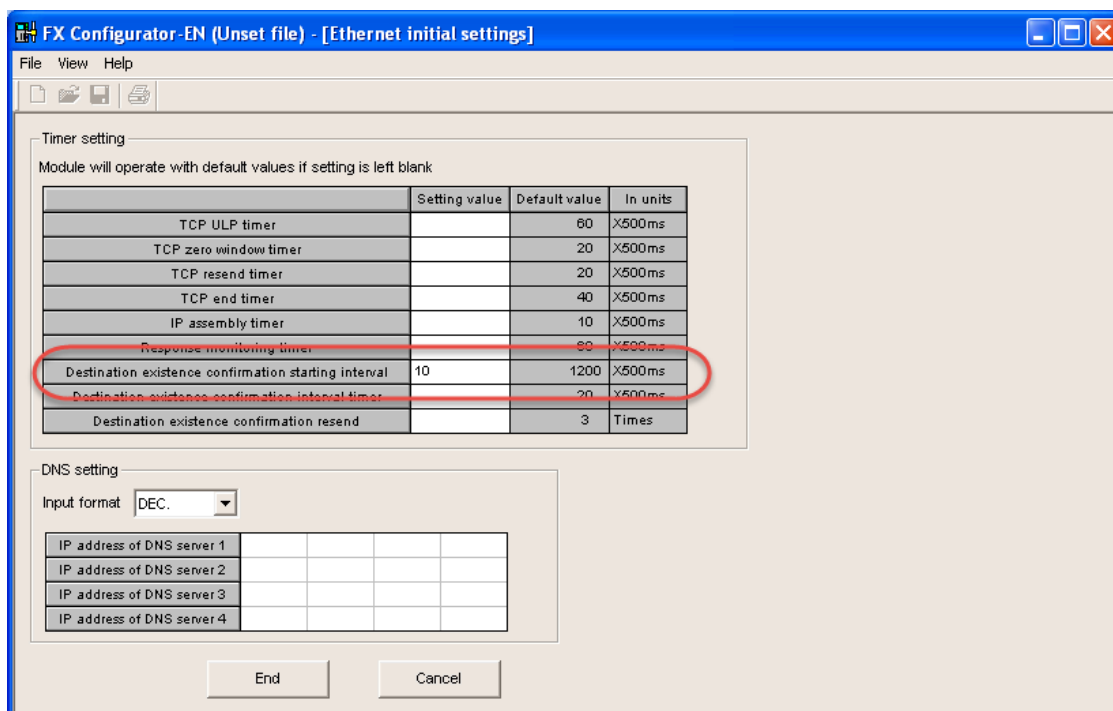 FX Configurator-EN (Unset file) - [Ethernet initial settings]
File View Help
Timer setting
Module will operate with default values if setting is left blank
Setting value Default value In units
TCP ULP timer 60 X500ms
TCP zero window timer 20 X500ms
TCP resend timer 20 X500ms
TCP end timer 40 X500ms
IP assembly timer 10 X500ms
Response monitoring timer 60 X500ms
Destination existence confirmation starting interval 10 1200 X500ms
Destination existence confirmation interval timer 20 X500ms
Destination existence confirmation resend 3 Times
DNS setting
Input format DEC.
IP address of DNS server 1
IP address of DNS server 2
IP address of DNS server 3
IP address of DNS server 4
End Cancel